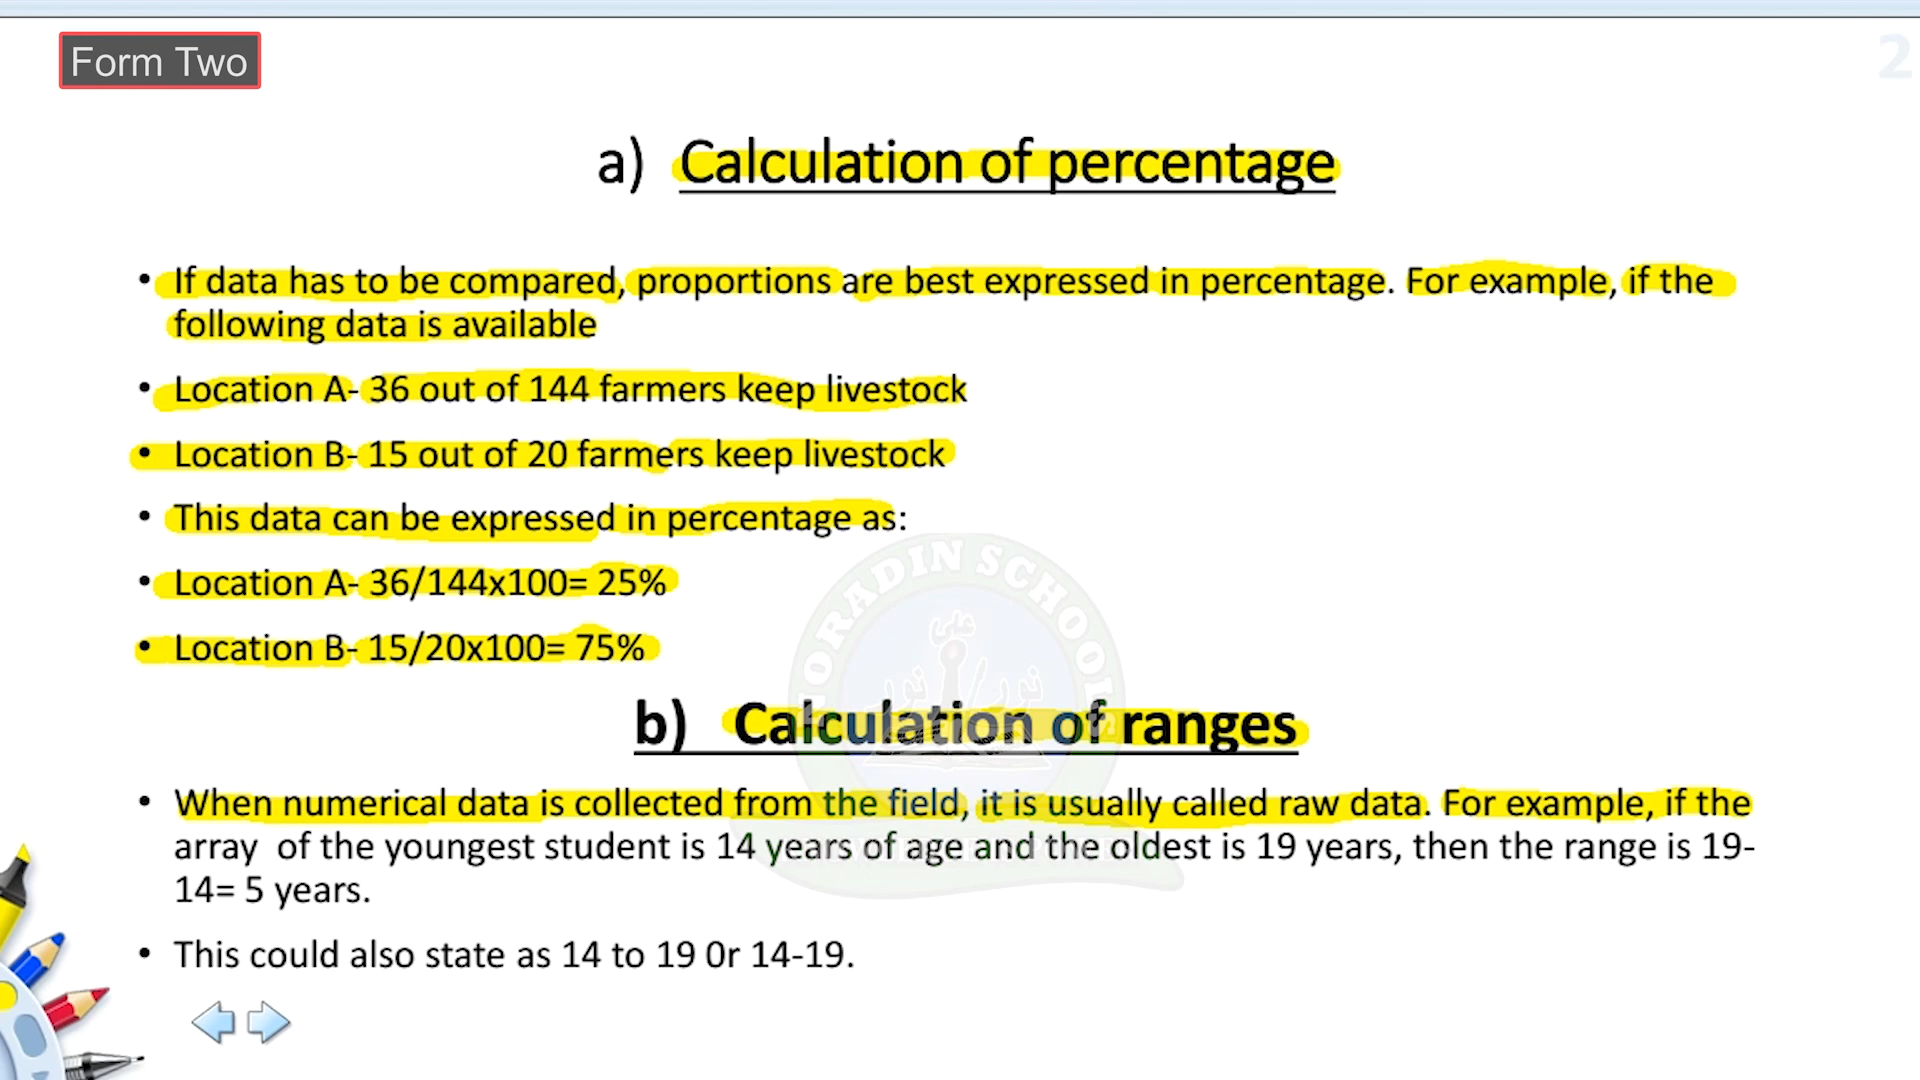 Form Two
2
a) Calculation of percentage
• If data has to be compared, proportions are best expressed in percentage. For example, if the
following data is available
• Location A- 36 out of 144 farmers keep livestock
• Location B- 15 out of 20 farmers keep livestock
• This data can be expressed in percentage as:
• Location A- 36/144x100= 25%
• Location B- 15/20x100= 75%
NORADIN SCHOOLS
b) Calculation of ranges
• When numerical data is collected from the field, it is usually called raw data. For example, if the
array of the youngest student is 14 years of age and the oldest is 19 years, then the range is 19-
14= 5 years.
• This could also state as 14 to 19 0r 14-19.